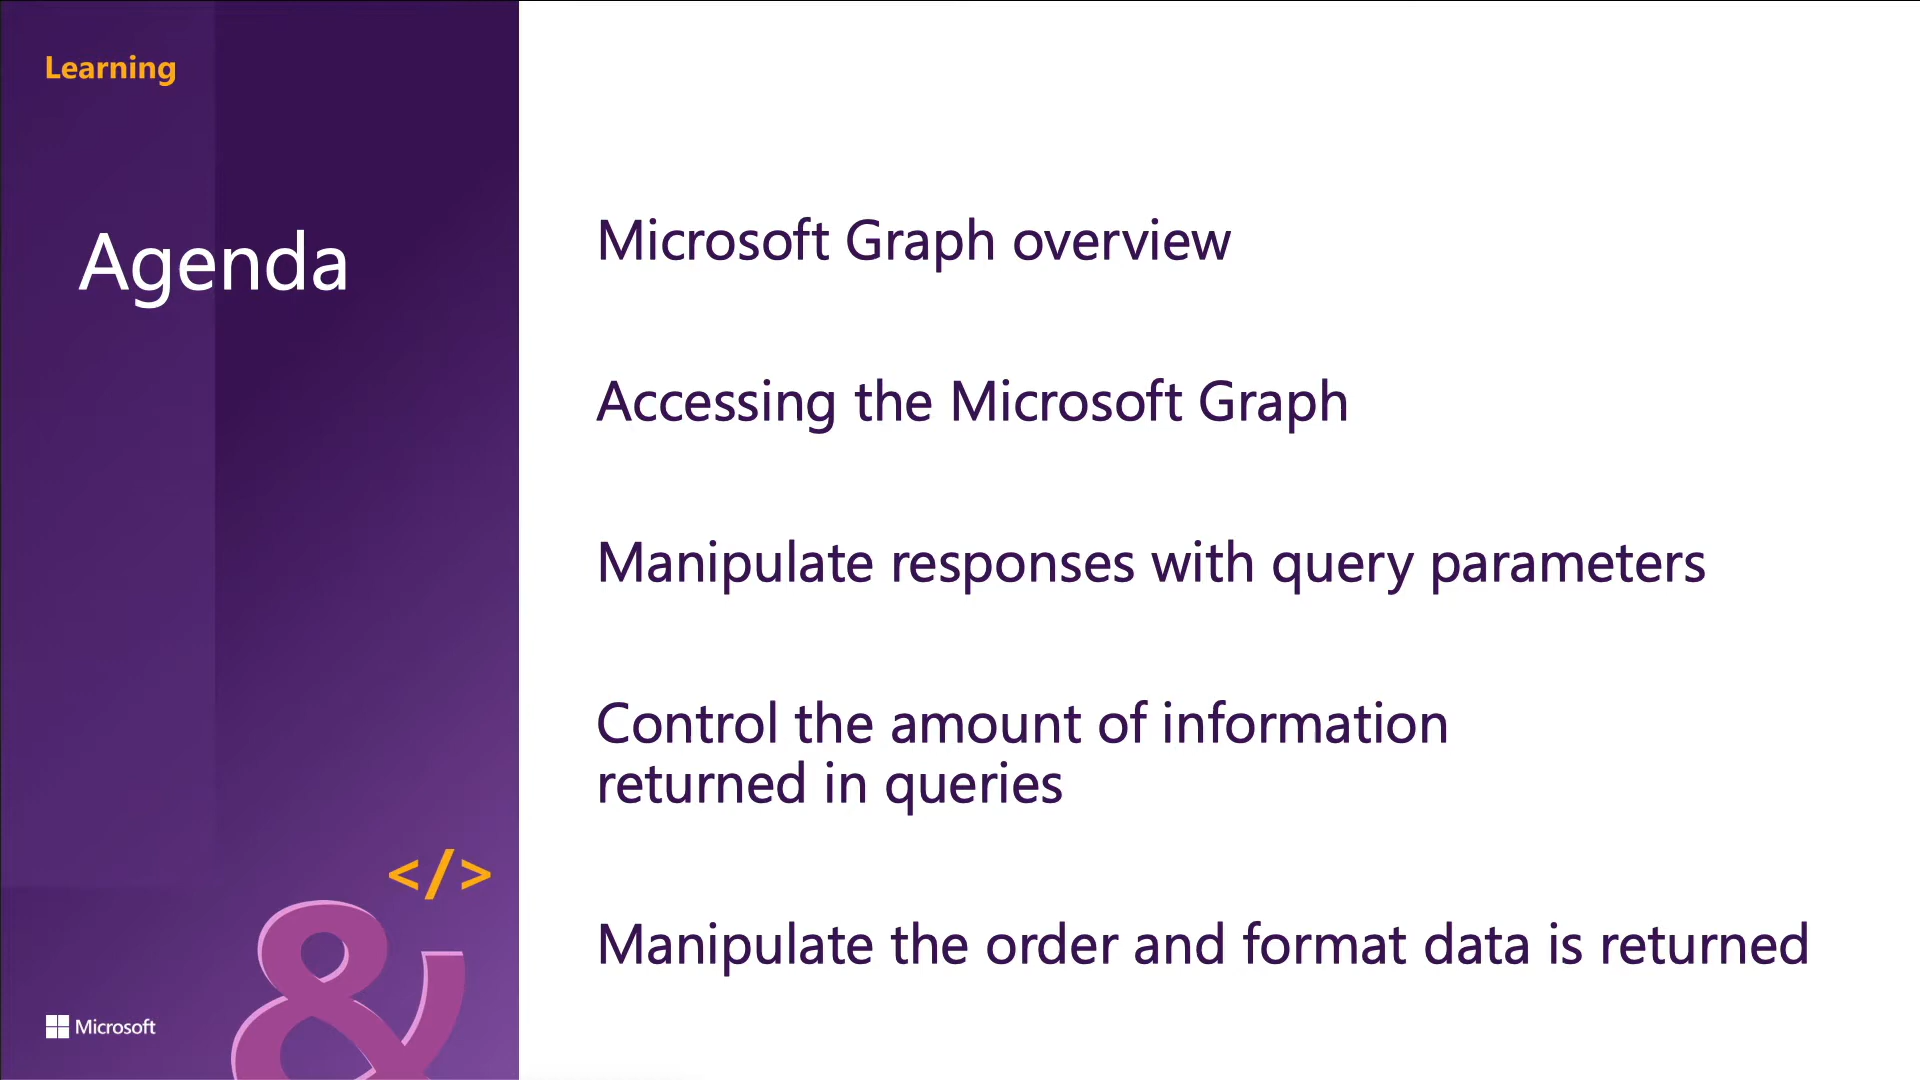 Learning
Agenda
Microsoft Graph overview
Accessing the Microsoft Graph
Manipulate responses with query parameters
Control the amount of information
returned in queries
Manipulate the order and format data is returned
</>
&
Microsoft